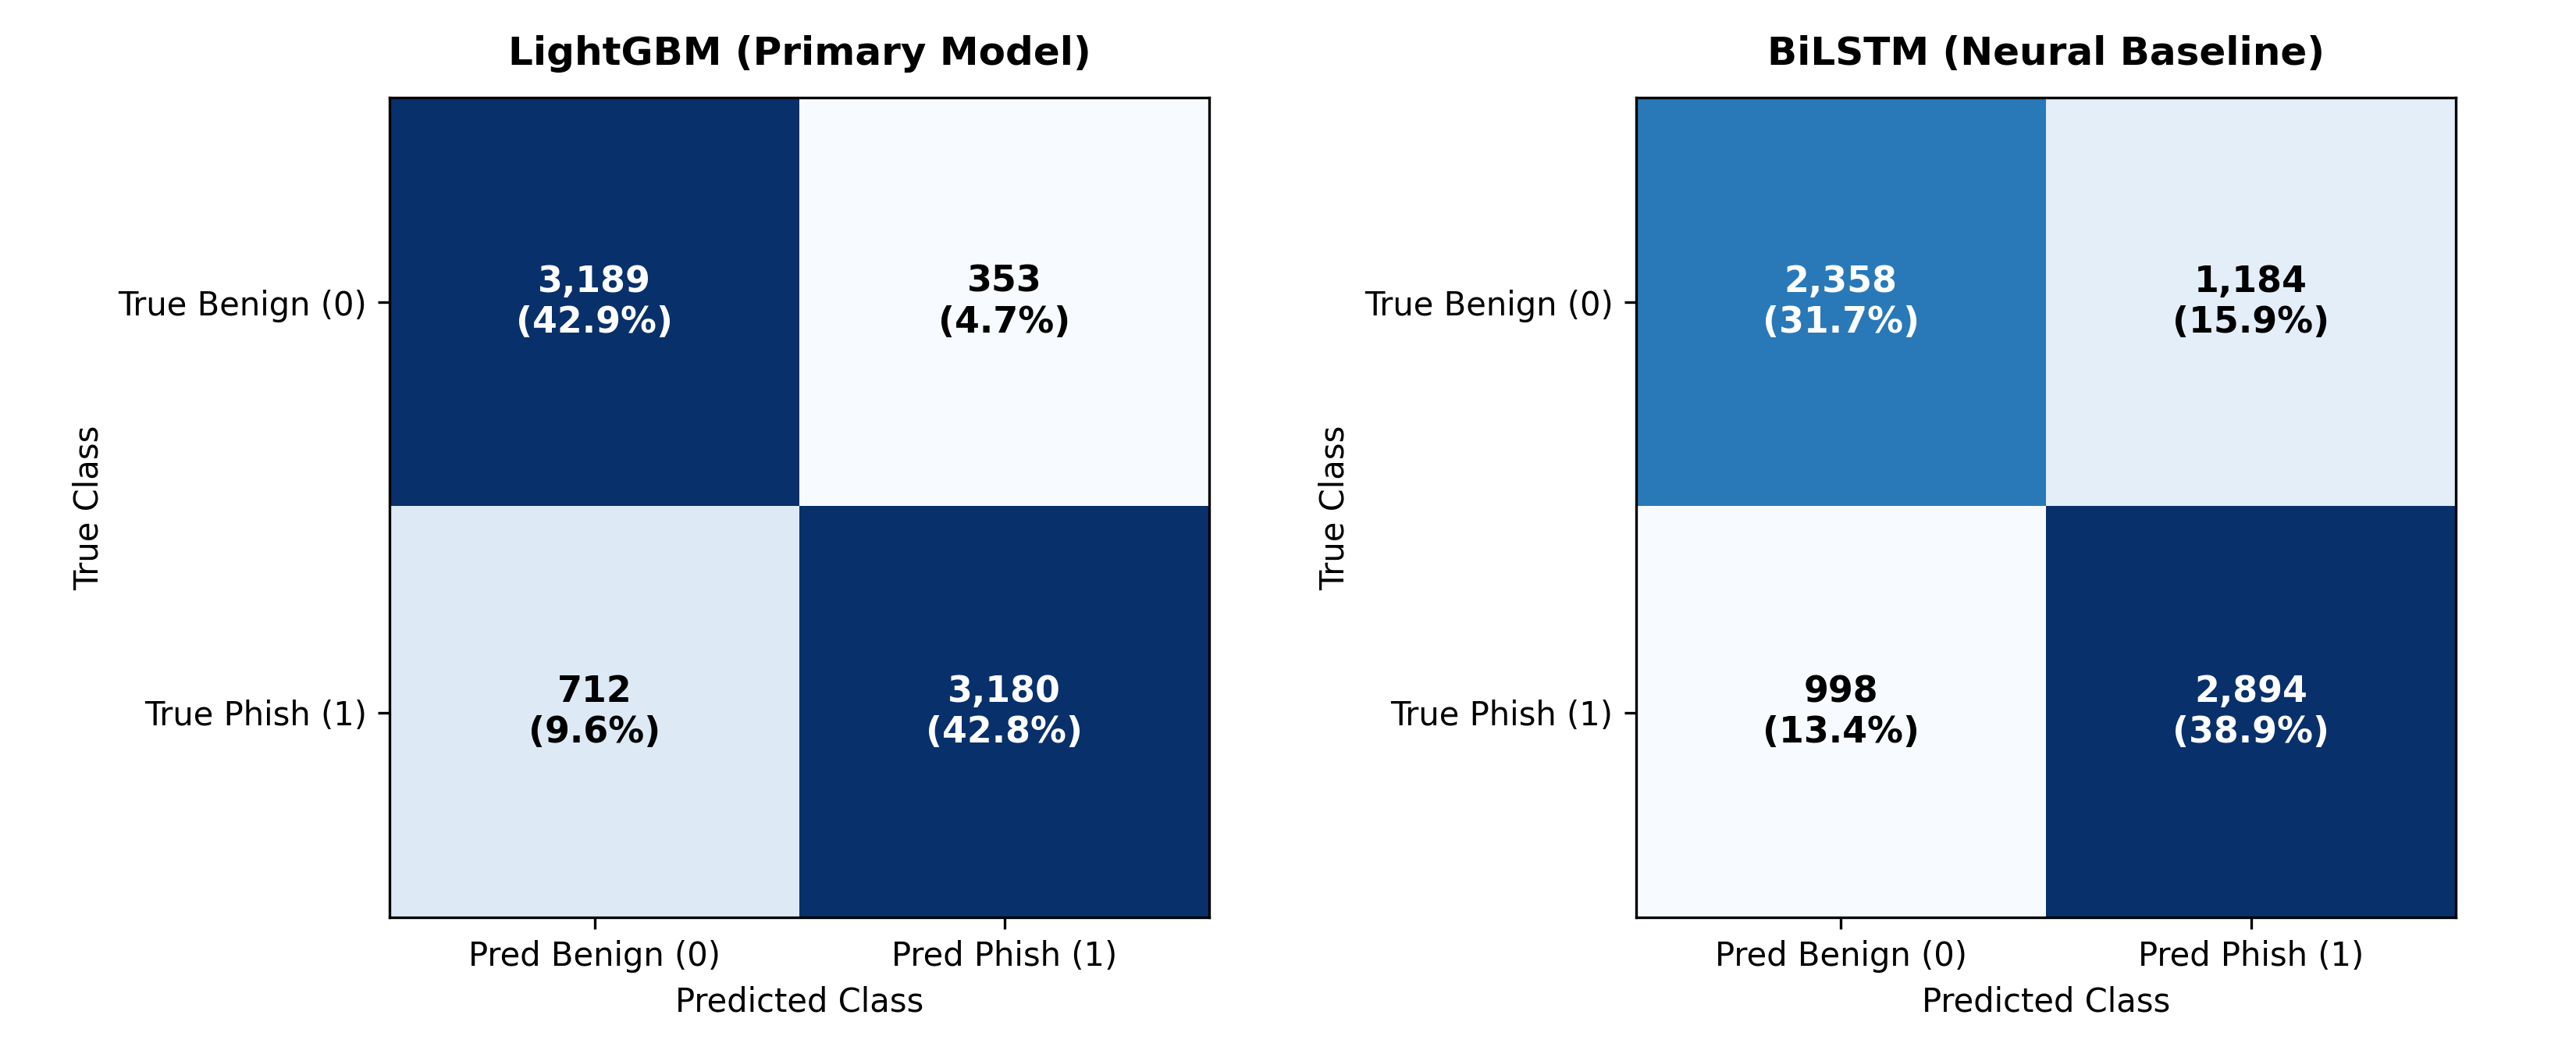 LightGBM (Primary Model)
True Class
True Benign (0)
3,189
(42.9%)
353
(4.7%)
True Phish (1)
712
(9.6%)
3,180
(42.8%)
Pred Benign (0)
Pred Phish (1)
Predicted Class
BiLSTM (Neural Baseline)
True Class
True Benign (0)
2,358
(31.7%)
1,184
(15.9%)
True Phish (1)
998
(13.4%)
2,894
(38.9%)
Pred Benign (0)
Pred Phish (1)
Predicted Class